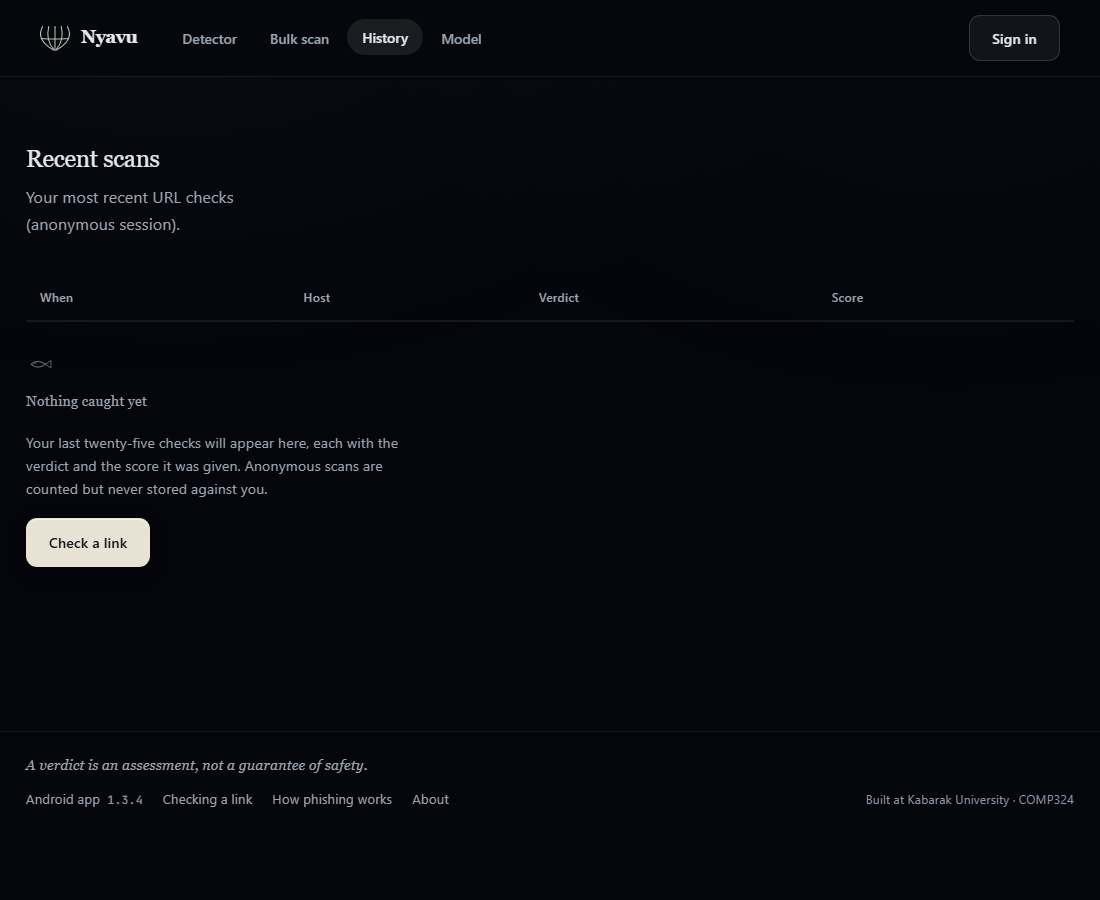 Nyavu
Detector
Bulk scan
History
Model
Sign in
Recent scans
Your most recent URL checks
(anonymous session).
When
Host
Verdict
Score
Nothing caught yet
Your last twenty-five checks will appear here, each with the
verdict and the score it was given. Anonymous scans are
counted but never stored against you.
Check a link
A verdict is an assessment, not a guarantee of safety.
Android app 1.3.4
Checking a link
How phishing works
About
Built at Kabarak University · COMP324